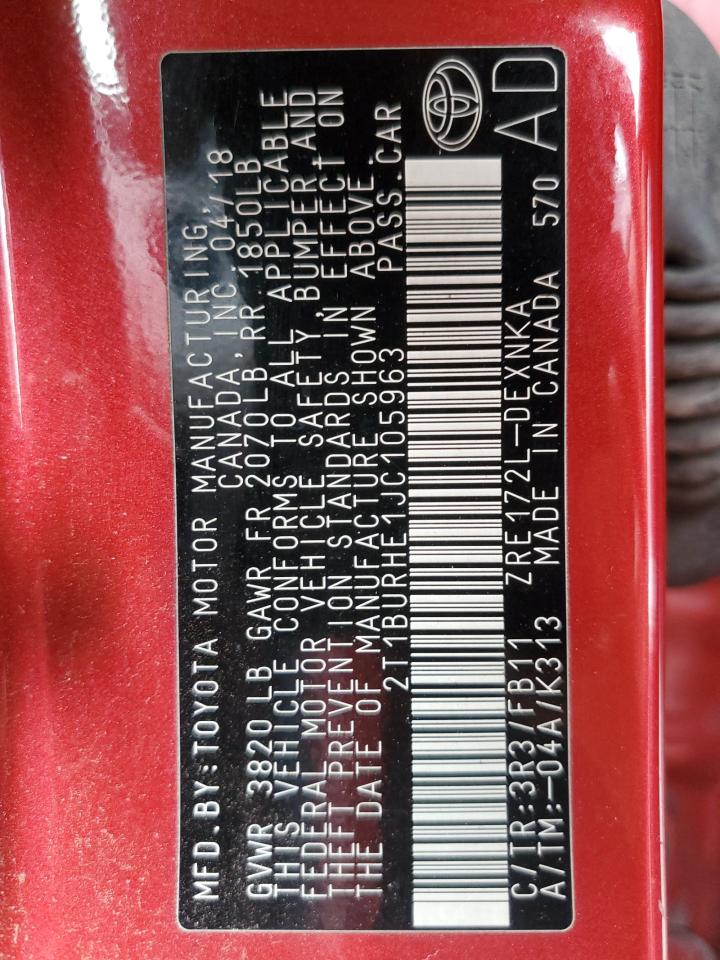 MFD.BY:TOYOTA MOTOR MANUFACTURING,
CANADA, INC. 04/18
GVWR 3820 LB GAWR FR 2070LB, RR 1850LB
THIS VEHICLE CONFORMS TO ALL APPLICABLE
FEDERAL MOTOR VEHICLE SAFETY, BUMPER AND
THEFT PREVENTION STANDARDS IN EFFECT ON
THE DATE OF MANUFACTURE SHOWN ABOVE.
2T1BURHE1JC105963 PASS.CAR
C/TR:3R3/FB11 ZRE172L-DEXNKA
A/TM:-04A/K313 MADE IN CANADA 570
AD